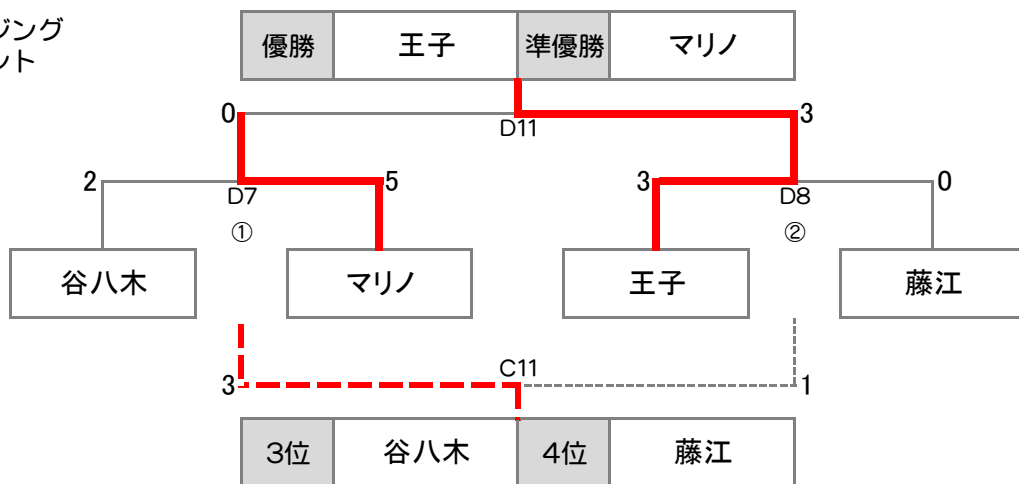 ジング
ント
優勝 王子 準優勝 マリノ
0 D11 3
2 D7 5 3 D8 0
① ②
谷八木 マリノ 王子 藤江
C11
3 1
3位 谷八木 4位 藤江